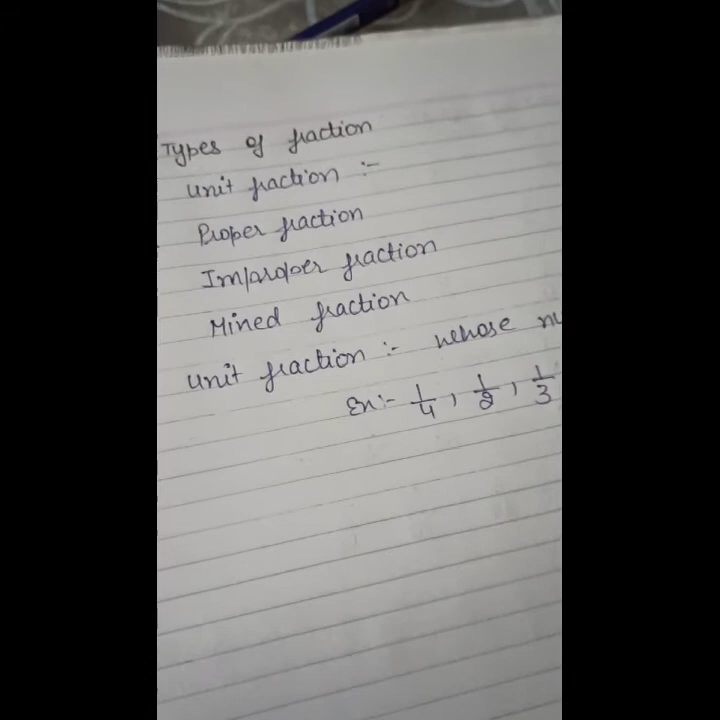 Types of fraction
Unit fraction :-
Proper fraction
Improper fraction
Mixed fraction
Unit fraction :- whose nu
Ex:- 1/4, 1/2, 1/3